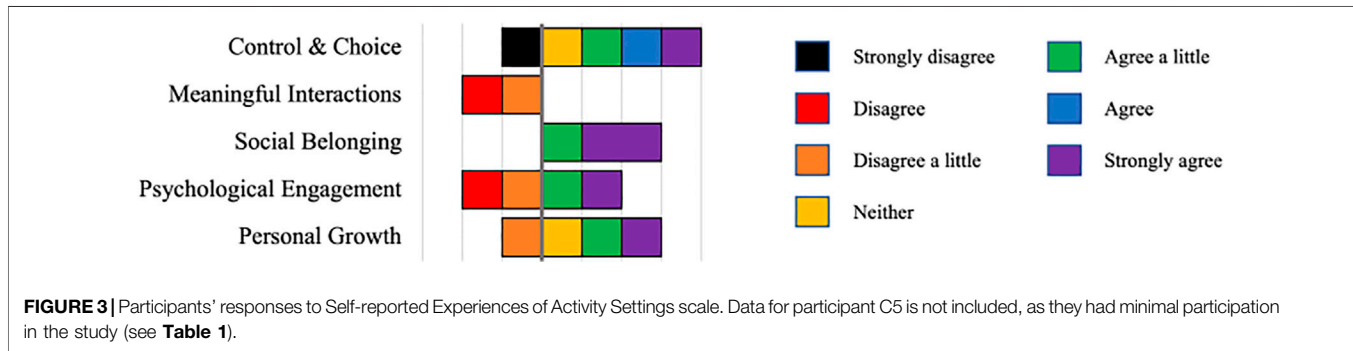 Control & Choice
Meaningful Interactions
Social Belonging
Psychological Engagement
Personal Growth
Strongly disagree
Disagree
Disagree a little
Neither
Agree a little
Agree
Strongly agree
FIGURE 3 | Participants' responses to Self-reported Experiences of Activity Settings scale. Data for participant C5 is not included, as they had minimal participation
in the study (see Table 1).